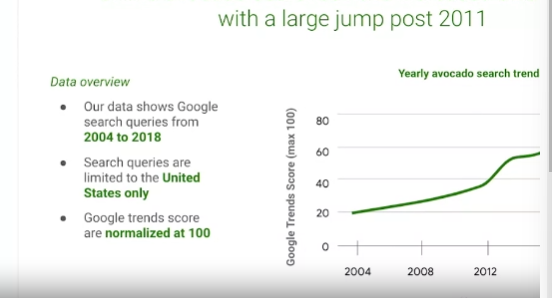 with a large jump post 2011
Data overview
Our data shows Google
search queries from
2004 to 2018
Search queries are
limited to the United
States only
Google trends score
are normalized at 100
Yearly avocado search trend
Google Trends Score (max 100)
80
60
40
20
0
2004 2008 2012